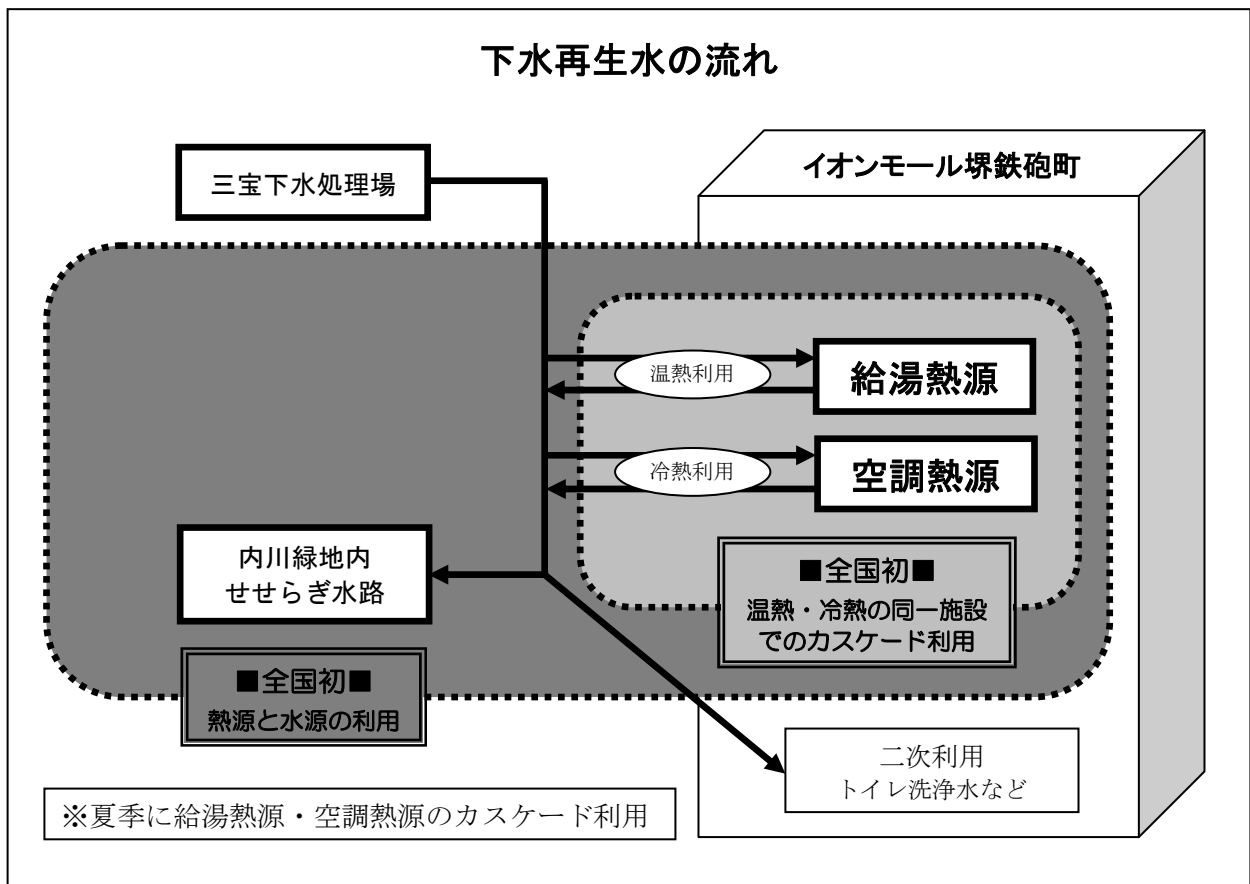 下水再生水の流れ
三宝下水処理場
イオンモール堺鉄砲町
温熱利用
給湯熱源
冷熱利用
空調熱源
内川緑地内
せせらぎ水路
■全国初■
温熱・冷熱の同一施設
でのカスケード利用
■全国初■
熱源と水源の利用
二次利用
トイレ洗浄水など
※夏季に給湯熱源・空調熱源のカスケード利用